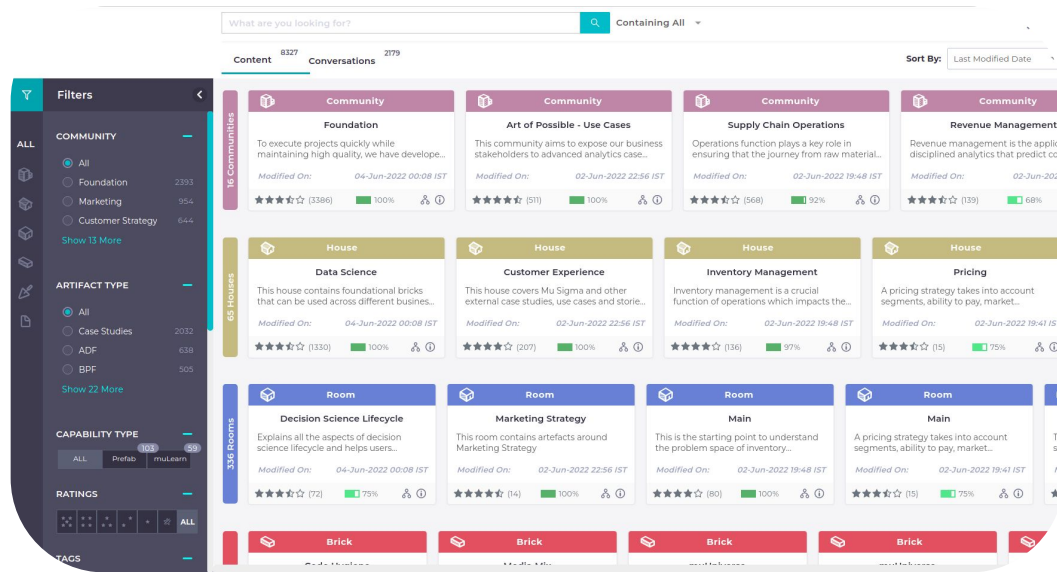 What are you looking for?
Containing All
Content 8327
Conversations 2179
Sort By: Last Modified Date
Filters
ALL
COMMUNITY
All
Foundation 2393
Marketing 954
Customer Strategy 644
Show 13 More
ARTIFACT TYPE
All
Case Studies 2032
ADF 638
BPF 505
Show 22 More
CAPABILITY TYPE
ALL Prefab 103 muLearn 59
RATINGS
ALL
TAGS
16 Communities
Community
Foundation
To execute projects quickly while
maintaining high quality, we have develope...
Modified On: 04-Jun-2022 00:08 IST
(3386) 100%
Community
Art of Possible - Use Cases
This community aims to expose our business
stakeholders to advanced analytics case...
Modified On: 02-Jun-2022 22:56 IST
(511) 100%
Community
Supply Chain Operations
Operations function plays a key role in
ensuring that the journey from raw material...
Modified On: 02-Jun-2022 19:48 IST
(568) 92%
Community
Revenue Management
Revenue management is the applic
disciplined analytics that predict co
Modified On: 02-Jun-202
(139) 68%
65 Houses
House
Data Science
This house contains foundational bricks
that can be used across different busines...
Modified On: 04-Jun-2022 00:08 IST
(1330) 100%
House
Customer Experience
This house covers Mu Sigma and other
external case studies, use cases and storie...
Modified On: 02-Jun-2022 22:56 IST
(207) 100%
House
Inventory Management
Inventory management is a crucial
function of operations which impacts the...
Modified On: 02-Jun-2022 19:48 IST
(136) 97%
House
Pricing
A pricing strategy takes into account
segments, ability to pay, market...
Modified On: 02-Jun-2022 19:41 IS
(15) 75%
336 Rooms
Room
Decision Science Lifecycle
Explains all the aspects of decision
science lifecycle and helps users...
Modified On: 04-Jun-2022 00:08 IST
(72) 75%
Room
Marketing Strategy
This room contains artefacts around
Marketing Strategy
Modified On: 02-Jun-2022 22:56 IST
(14) 100%
Room
Main
This is the starting point to understand
the problem space of inventory...
Modified On: 02-Jun-2022 19:48 IST
(80) 100%
Room
Main
A pricing strategy takes into account
segments, ability to pay, market...
Modified On: 02-Jun-2022 19:41 IST
(15) 75%
Brick
Brick
Brick
Brick